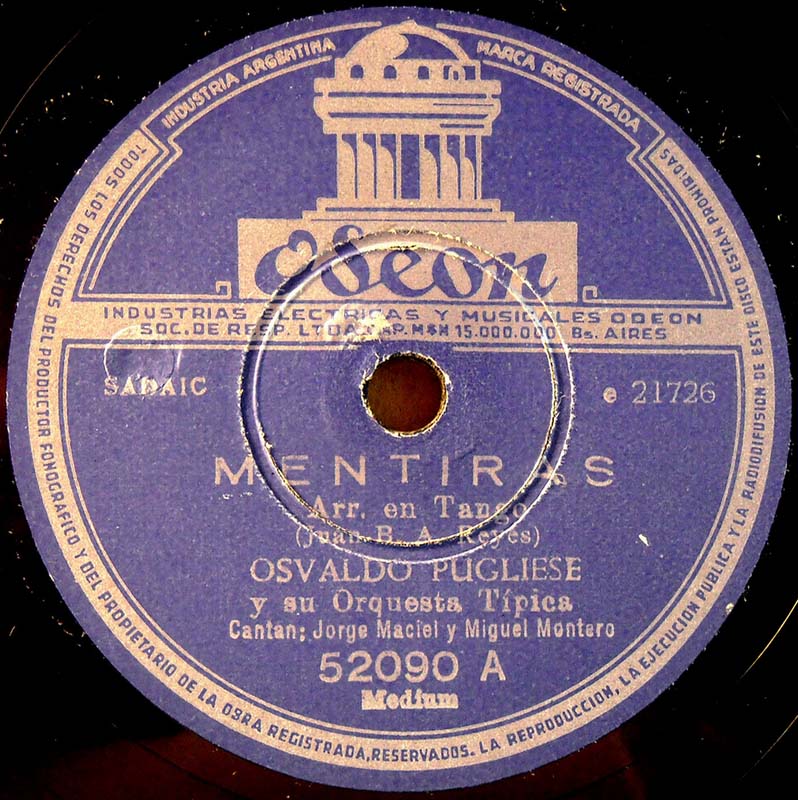 INDUSTRIA ARGENTINA
MARCA REGISTRADA
Odeon
INDUSTRIAS ELECTRICAS Y MUSICALES ODEON
SOC. DE RESP. LTDA. CAP. M$N 15.000.000 Bs. AIRES
SADAIC
e 21726
MENTIRAS
Arr. en Tango
(Juan B. A. Reyes)
OSVALDO PUGLIESE
y su Orquesta Típica
Cantan; Jorge Maciel y Miguel Montero
52090 A
Medium
TODOS LOS DERECHOS DEL PRODUCTOR FONOGRAFICO Y DEL PROPIETARIO DE LA OBRA REGISTRADA, RESERVADOS. LA REPRODUCCION, LA EJECUCION PUBLICA Y LA RADIODIFUSION DE ESTE DISCO ESTAN PROHIBIDAS